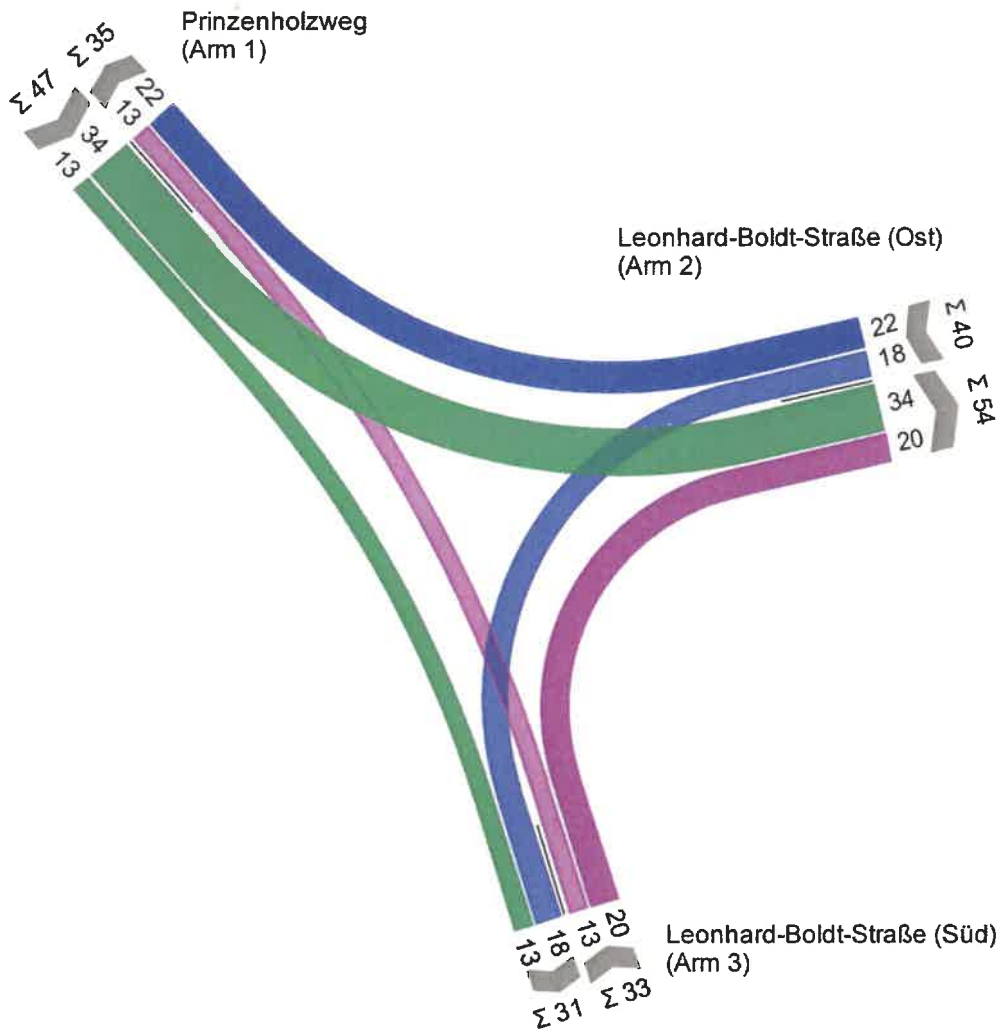 Prinzenholzweg
(Arm 1)
Σ 47
Σ 35
13
34
13
22
Leonhard-Boldt-Straße (Ost)
(Arm 2)
22
18
34
20
Σ 40
Σ 54
13
18
13
20
Σ 31
Σ 33
Leonhard-Boldt-Straße (Süd)
(Arm 3)